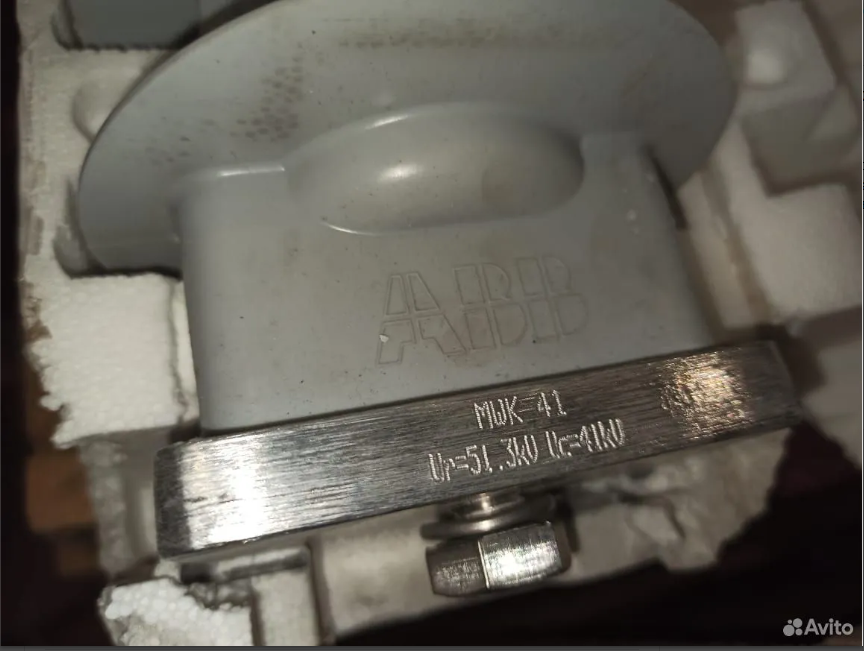 ABB
MWK-41
Ur=51.3kV Uc=41kV
Avito